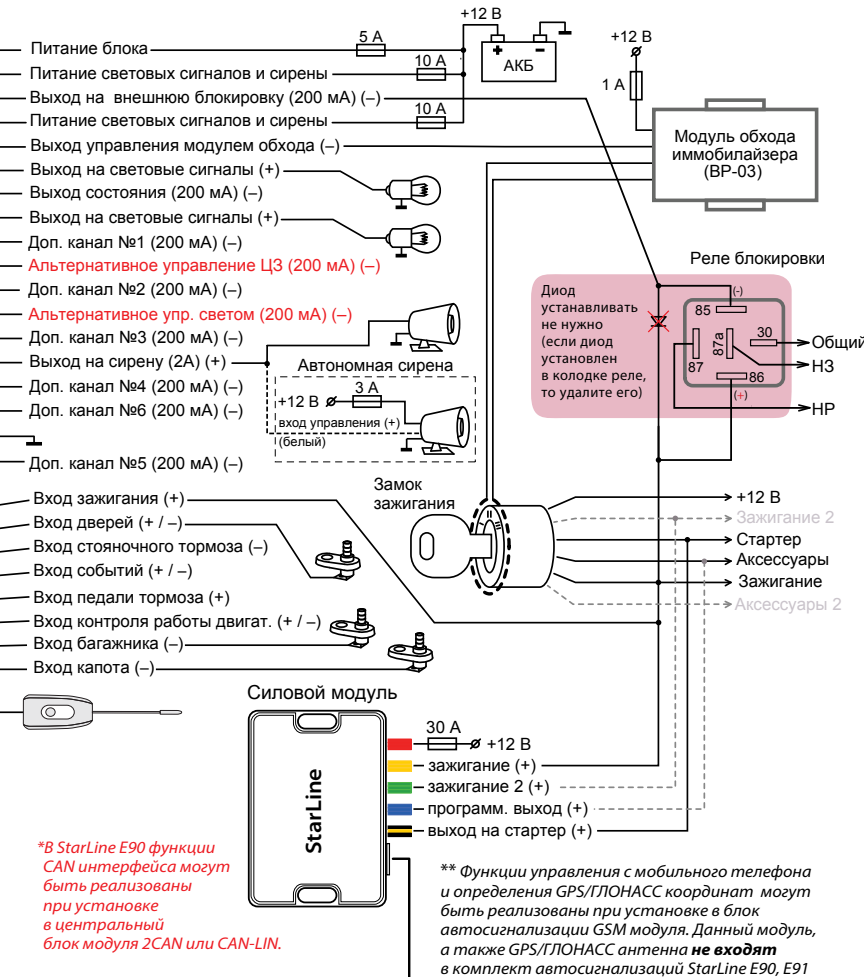 +12 В
Питание блока
5 А
Питание световых сигналов и сирены
10 А
+
–
АКБ
+12 В
1 А
Выход на внешнюю блокировку (200 мА) (–)
Питание световых сигналов и сирены
10 А
Выход управления модулем обхода (–)
Модуль обхода
иммобилайзера
(BP-03)
Выход на световые сигналы (+)
Выход состояния (200 мА) (–)
Выход на световые сигналы (+)
Доп. канал №1 (200 мА) (–)
Альтернативное управление ЦЗ (200 мА) (–)
Доп. канал №2 (200 мА) (–)
Альтернативное упр. светом (200 мА) (–)
Доп. канал №3 (200 мА) (–)
Выход на сирену (2А) (+)
Доп. канал №4 (200 мА) (–)
Доп. канал №6 (200 мА) (–)
Доп. канал №5 (200 мА) (–)
Автономная сирена
+12 В
3 А
вход управления (+)
(белый)
Реле блокировки
Диод
устанавливать
не нужно
(если диод
установлен
в колодке реле,
то удалите его)
(-)
85
30
87a
87
86
(+)
Общий
НЗ
НР
Вход зажигания (+)
Вход дверей (+ / –)
Вход стояночного тормоза (–)
Вход событий (+ / –)
Вход педали тормоза (+)
Вход контроля работы двигат. (+ / –)
Вход багажника (–)
Вход капота (–)
Замок
зажигания
I
II
III
+12 В
Зажигание 2
Стартер
Аксессуары
Зажигание
Аксессуары 2
Силовой модуль
StarLine
30 А
+12 В
зажигание (+)
зажигание 2 (+)
программ. выход (+)
выход на стартер (+)
*В StarLine E90 функции
CAN интерфейса могут
быть реализованы
при установке
в центральный
блок модуля 2CAN или CAN-LIN.
** Функции управления с мобильного телефона
и определения GPS/ГЛОНАСС координат могут
быть реализованы при установке в блок
автосигнализации GSM модуля. Данный модуль,
а также GPS/ГЛОНАСС антенна не входят
в комплект автосигнализаций StarLine E90, E91